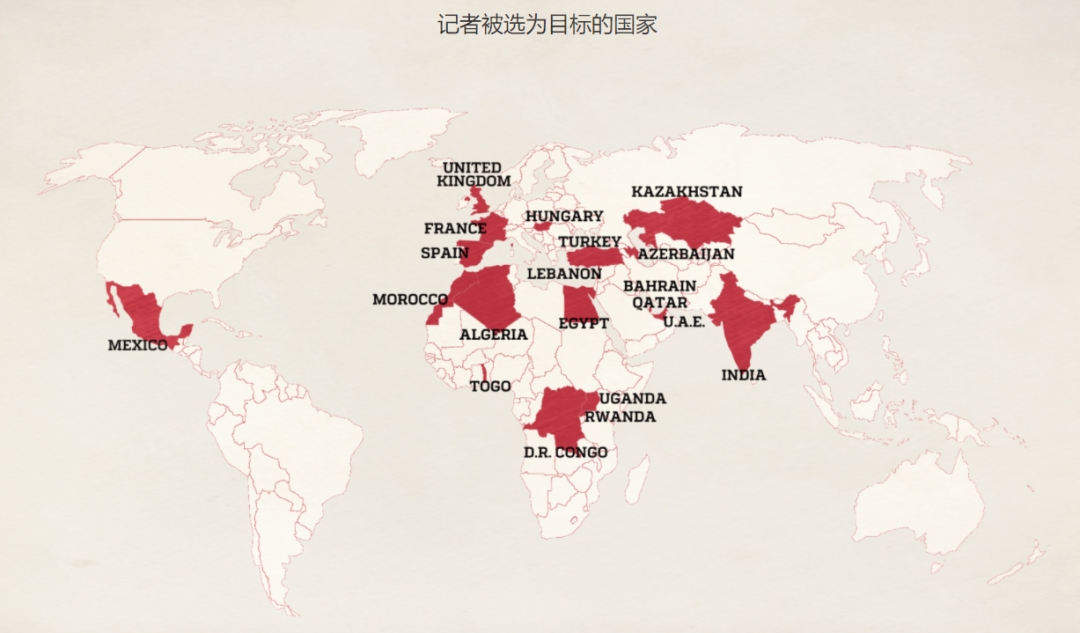 记者被选为目标的国家
UNITED
KINGDOM
KAZAKHSTAN
HUNGARY
FRANCE
TURKEY
SPAIN
AZERBAIJAN
LEBANON
BAHRAIN
MOROCCO
QATAR
U.A.E.
EGYPT
ALGERIA
MEXICO
INDIA
TOGO
UGANDA
RWANDA
D.R. CONGO